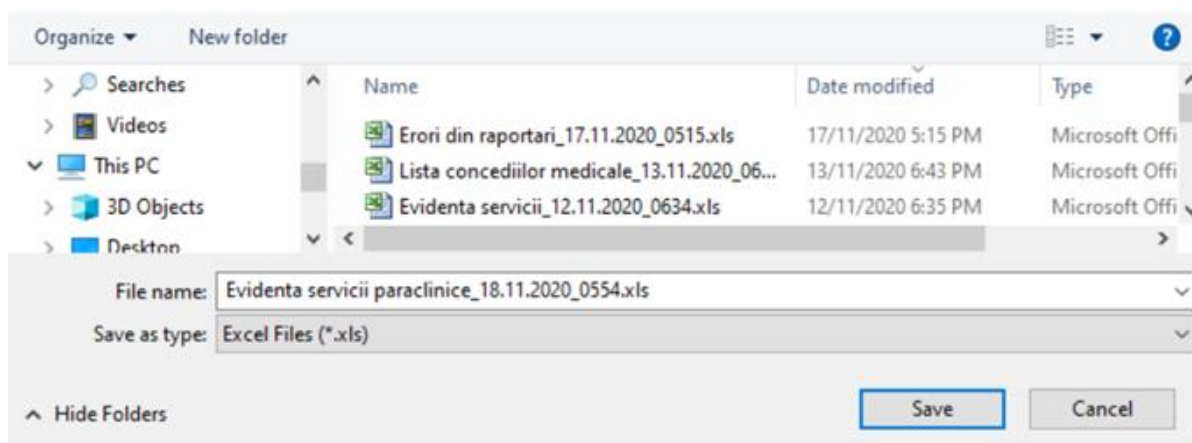 Organize New folder
Searches
Videos
This PC
3D Objects
Desktop
Name Date modified Type
Erori din raportari_17.11.2020_0515.xls 17/11/2020 5:15 PM Microsoft Offi
Lista concediilor medicale_13.11.2020_06... 13/11/2020 6:43 PM Microsoft Offi
Evidenta servicii_12.11.2020_0634.xls 12/11/2020 6:35 PM Microsoft Offi
File name: Evidenta servicii paraclinice_18.11.2020_0554.xls
Save as type: Excel Files (*.xls)
Hide Folders Save Cancel